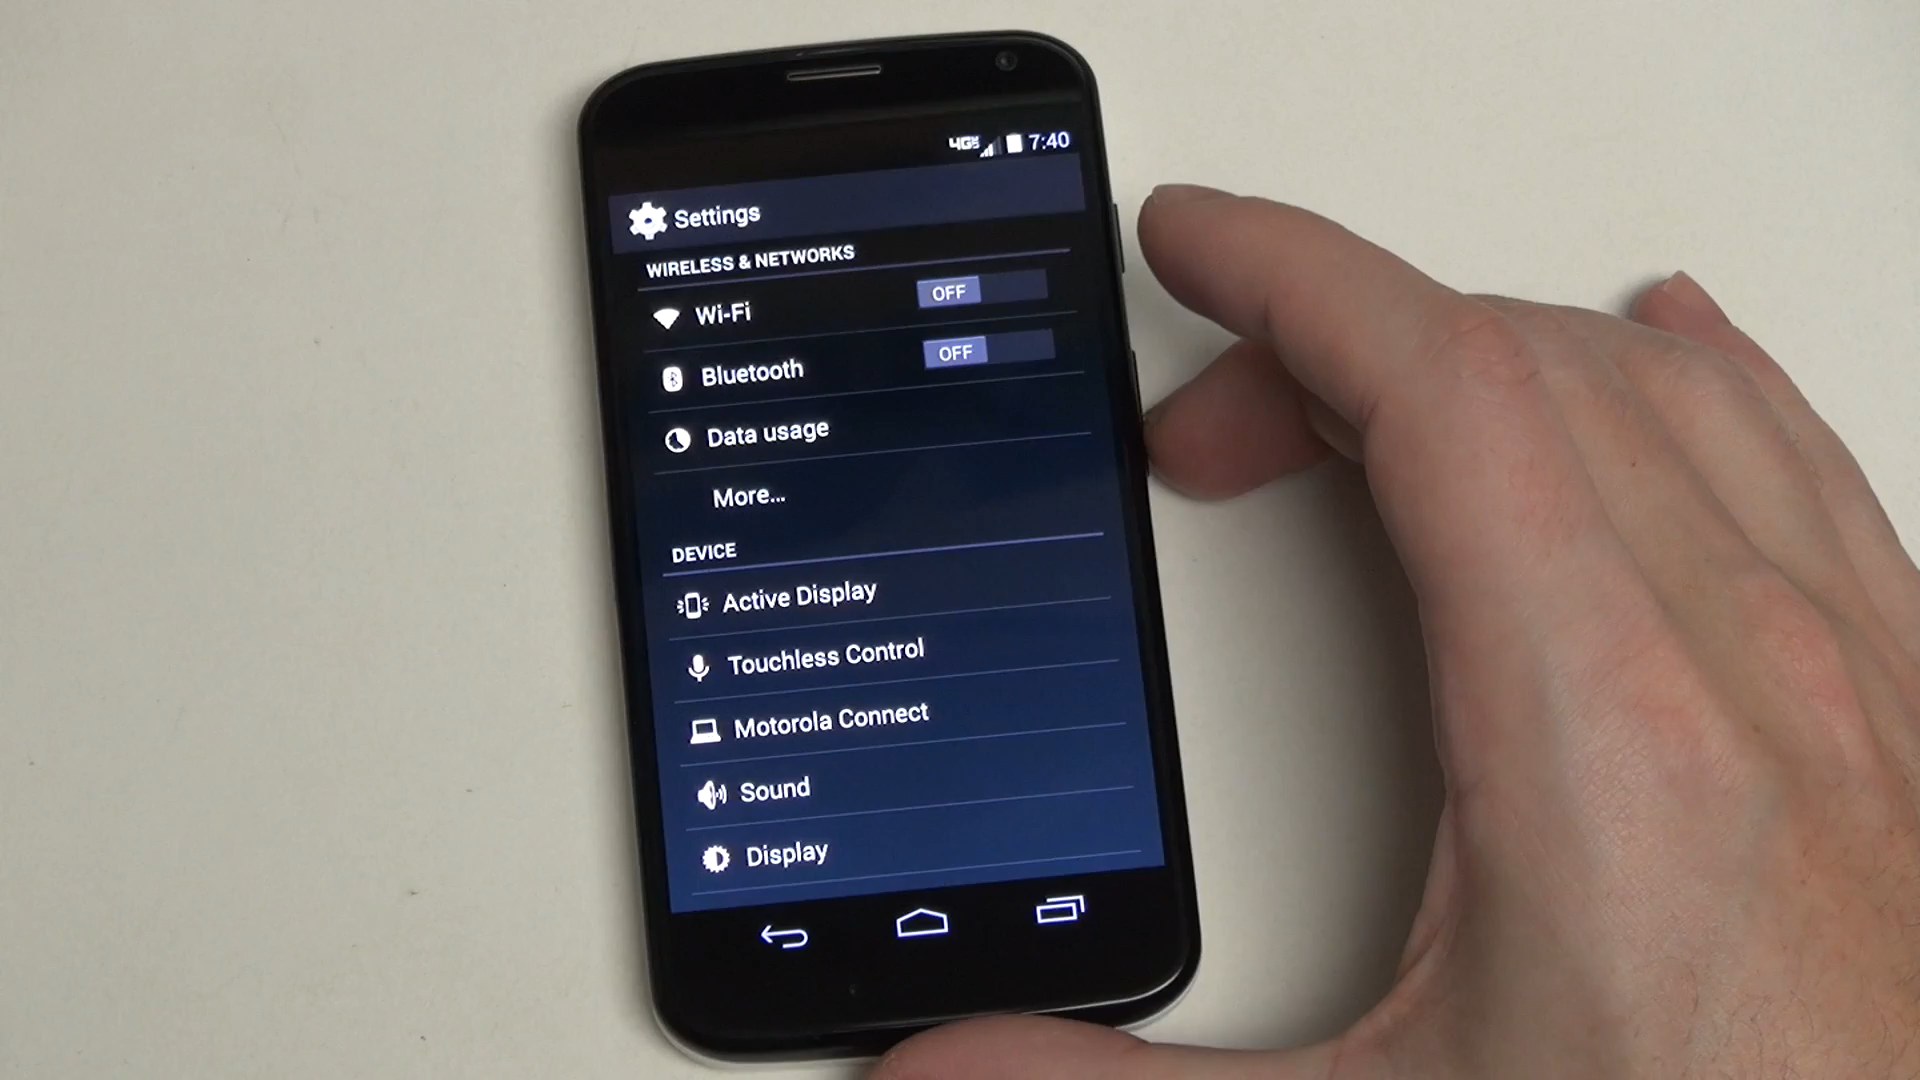 4G 7:40
Settings
WIRELESS & NETWORKS
Wi-Fi OFF
Bluetooth OFF
Data usage
More...
DEVICE
Active Display
Touchless Control
Motorola Connect
Sound
Display